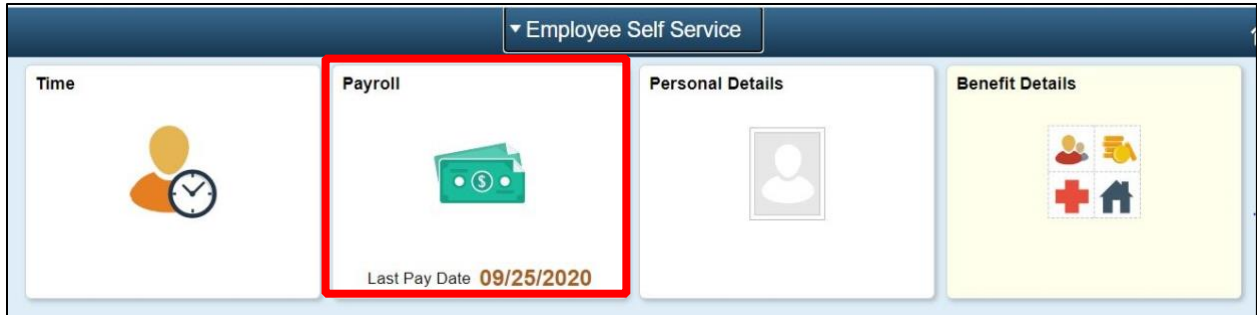 Employee Self Service
Time
Payroll
Personal Details
Benefit Details
$
Last Pay Date 09/25/2020